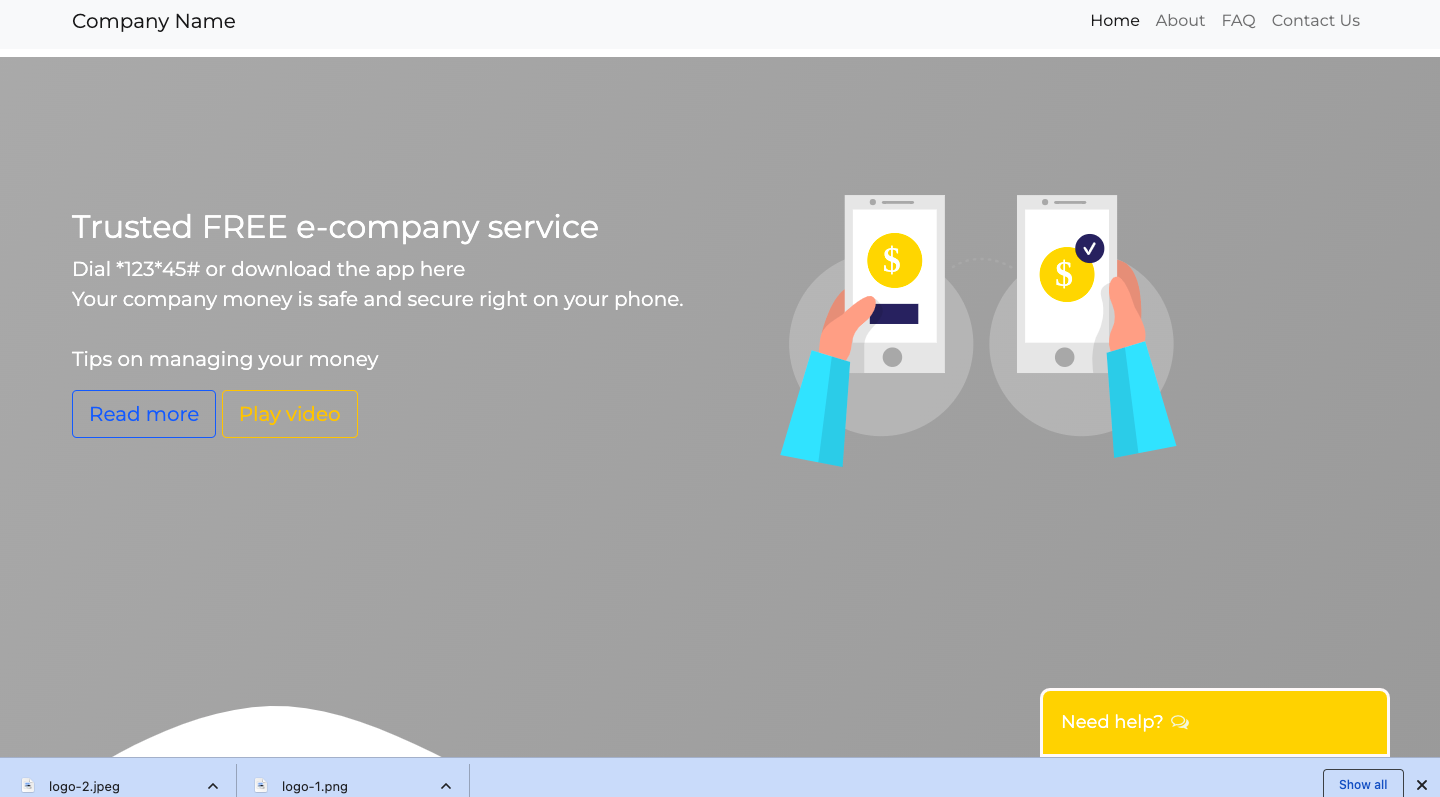 Company Name
Home About FAQ Contact Us
Trusted FREE e-company service
Dial *123*45# or download the app here
Your company money is safe and secure right on your phone.
Tips on managing your money
Read more Play video
$ $
Need help?
logo-2.jpeg logo-1.png Show all